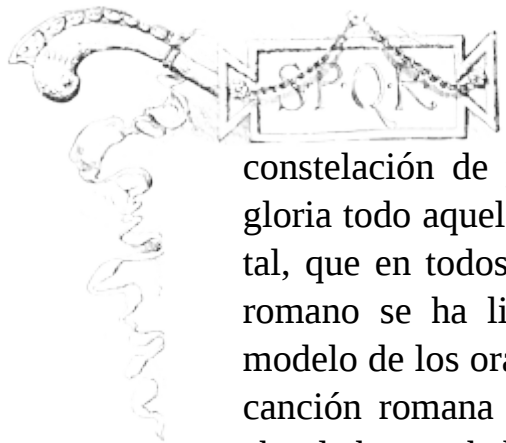 S.P.Q.R
constelación de
gloria todo aquel
tal, que en todos
romano se ha li
modelo de los ora
canción romana